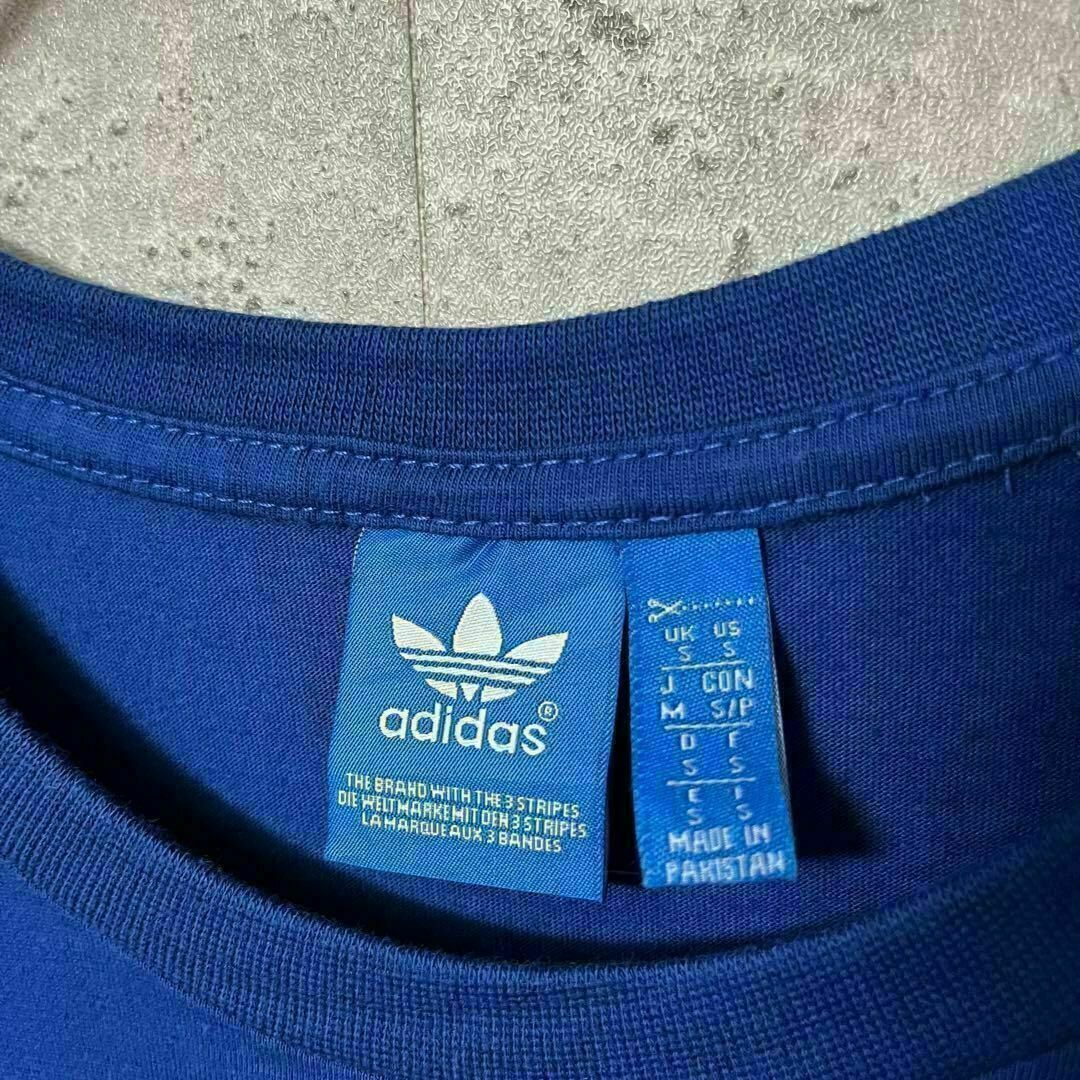 adidas®
THE BRAND WITH THE 3 STRIPES
DIE WELTMARKE MIT DEN 3 STRIPES
LA MARQUE AUX 3 BANDES
UK US
S S
J CON
M S/P
D F
S S
E I
S S
MADE IN
PAKISTAN